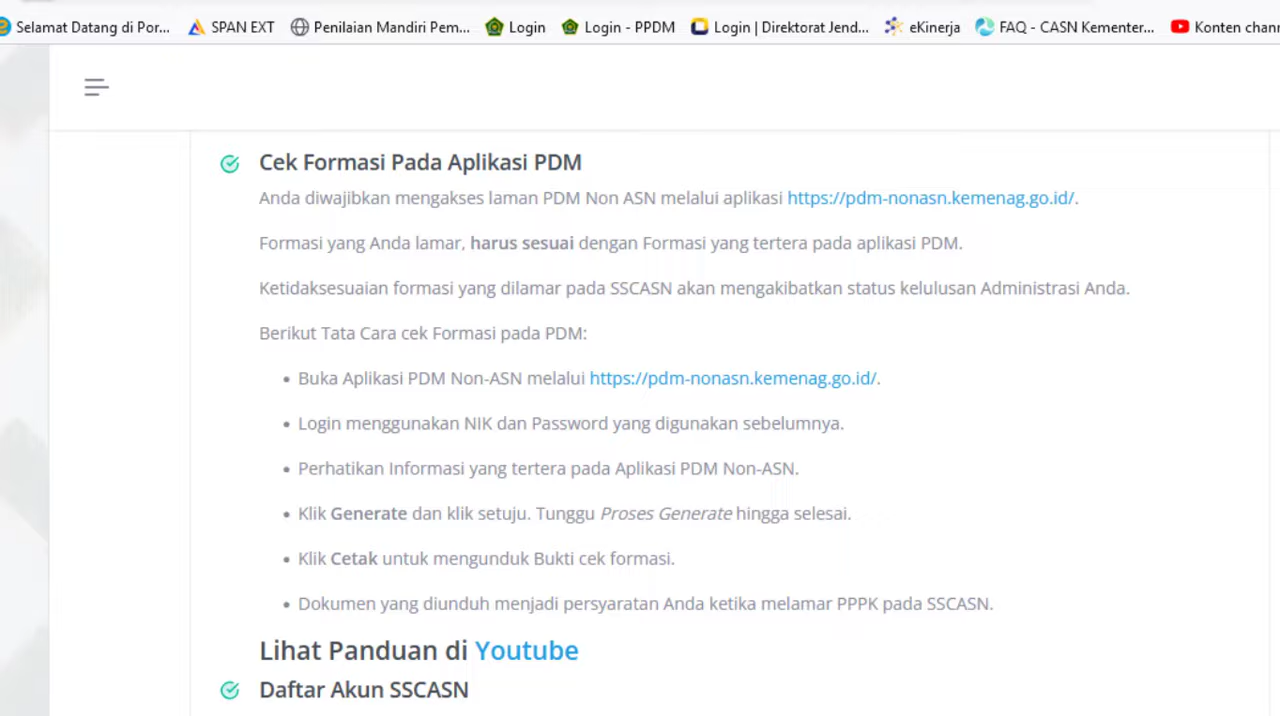 Selamat Datang di Por... SPAN EXT Penilaian Mandiri Pem... Login Login - PPDM Login | Direktorat Jend... eKinerja FAQ - CASN Kementer... Konten chann
Cek Formasi Pada Aplikasi PDM
Anda diwajibkan mengakses laman PDM Non ASN melalui aplikasi https://pdm-nonasn.kemenag.go.id/.
Formasi yang Anda lamar, harus sesuai dengan Formasi yang tertera pada aplikasi PDM.
Ketidaksesuaian formasi yang dilamar pada SSCASN akan mengakibatkan status kelulusan Administrasi Anda.
Berikut Tata Cara cek Formasi pada PDM:
• Buka Aplikasi PDM Non-ASN melalui https://pdm-nonasn.kemenag.go.id/.
• Login menggunakan NIK dan Password yang digunakan sebelumnya.
• Perhatikan Informasi yang tertera pada Aplikasi PDM Non-ASN.
• Klik Generate dan klik setuju. Tunggu Proses Generate hingga selesai.
• Klik Cetak untuk mengunduk Bukti cek formasi.
• Dokumen yang diunduh menjadi persyaratan Anda ketika melamar PPPK pada SSCASN.
Lihat Panduan di Youtube
Daftar Akun SSCASN